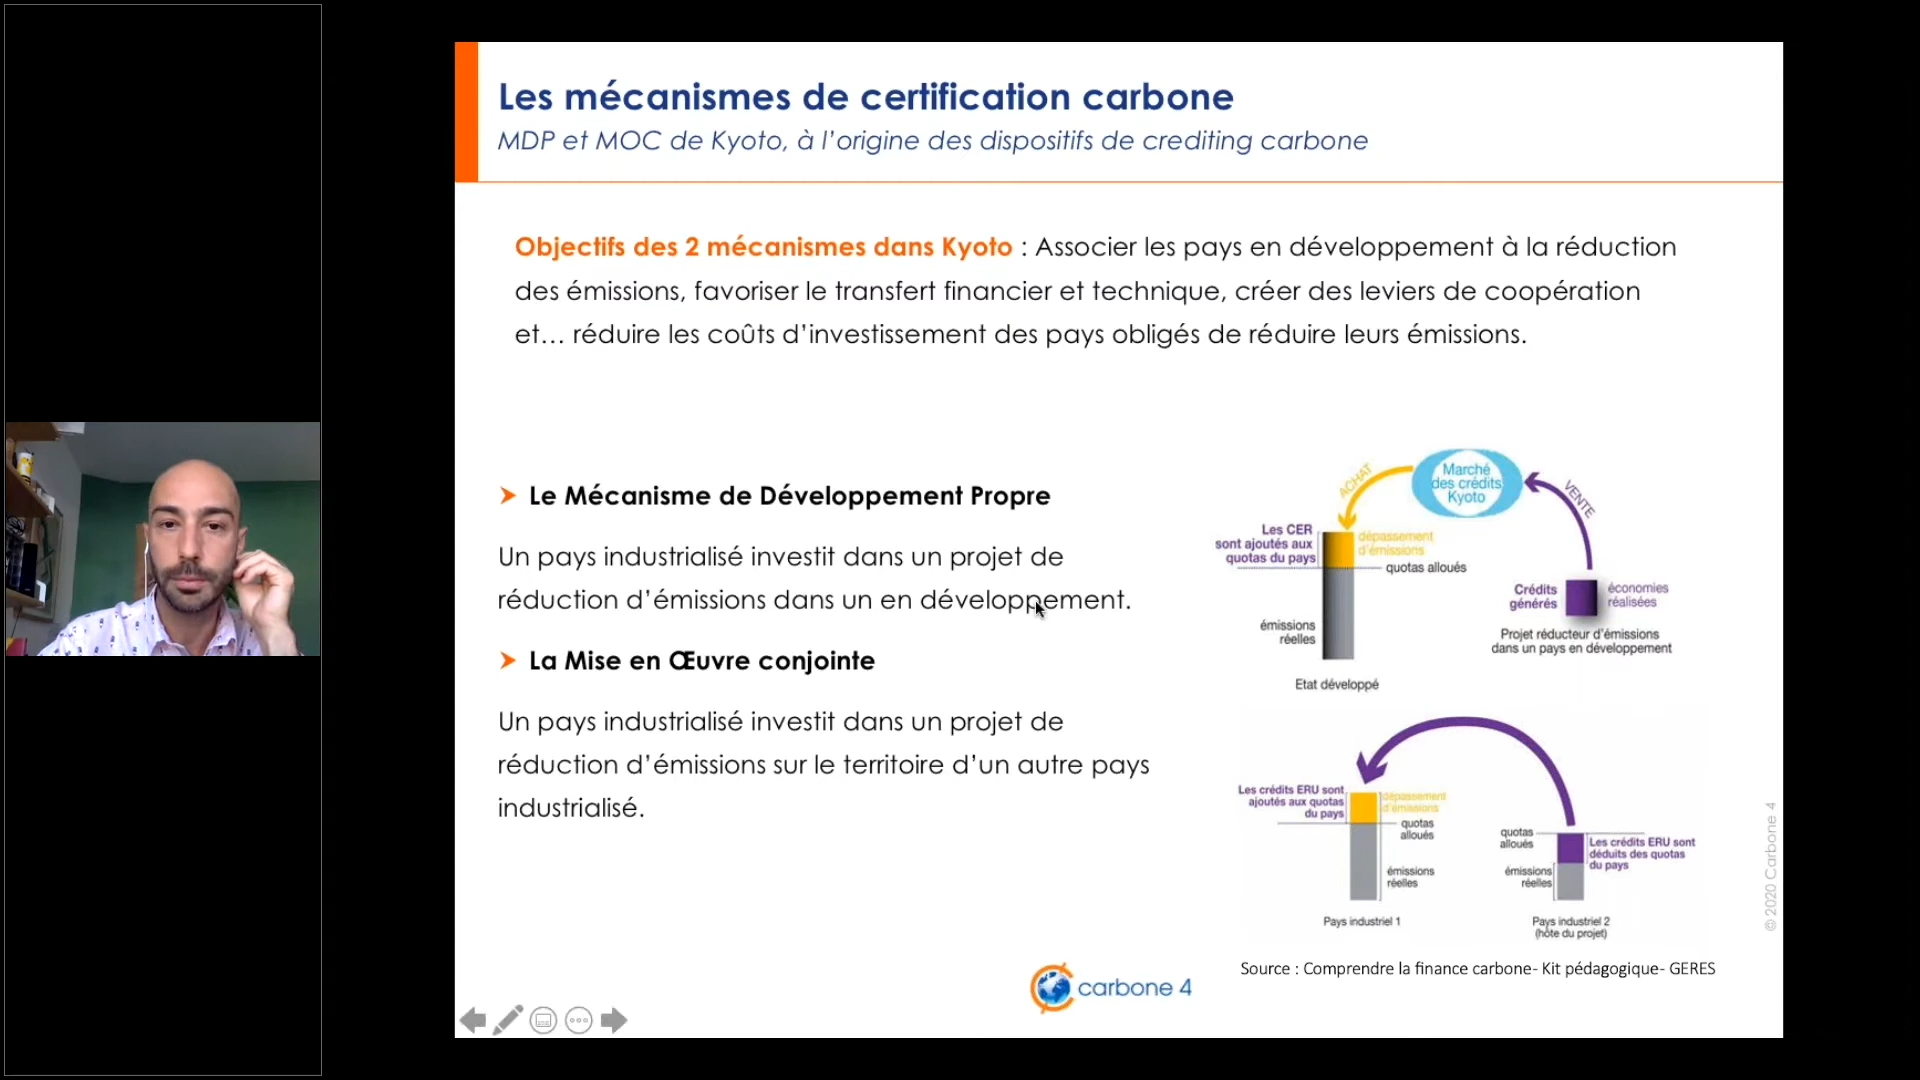 Les mécanismes de certification carbone
MDP et MOC de Kyoto, à l'origine des dispositifs de crediting carbone
Objectifs des 2 mécanismes dans Kyoto : Associer les pays en développement à la réduction
des émissions, favoriser le transfert financier et technique, créer des leviers de coopération
et… réduire les coûts d'investissement des pays obligés de réduire leurs émissions.
➤ Le Mécanisme de Développement Propre
Un pays industrialisé investit dans un projet de
réduction d'émissions dans un en développement.
➤ La Mise en Œuvre conjointe
Un pays industrialisé investit dans un projet de
réduction d'émissions sur le territoire d'un autre pays
industrialisé.
Marché
des crédits
Kyoto
ACHAT
VENTE
Les CER
sont ajoutés aux
quotas du pays
dépassement
d'émissions
quotas alloués
émissions
réelles
Etat développé
Crédits
générés
économies
réalisées
Projet réducteur d'émissions
dans un pays en développement
Les crédits ERU sont
ajoutés aux quotas
du pays
dépassement
d'émissions
quotas
alloués
émissions
réelles
Pays industriel 1
quotas
alloués
Les crédits ERU sont
déduits des quotas
du pays
émissions
réelles
Pays industriel 2
(hôte du projet)
Source : Comprendre la finance carbone- Kit pédagogique- GERES
carbone 4
© 2020 Carbone 4